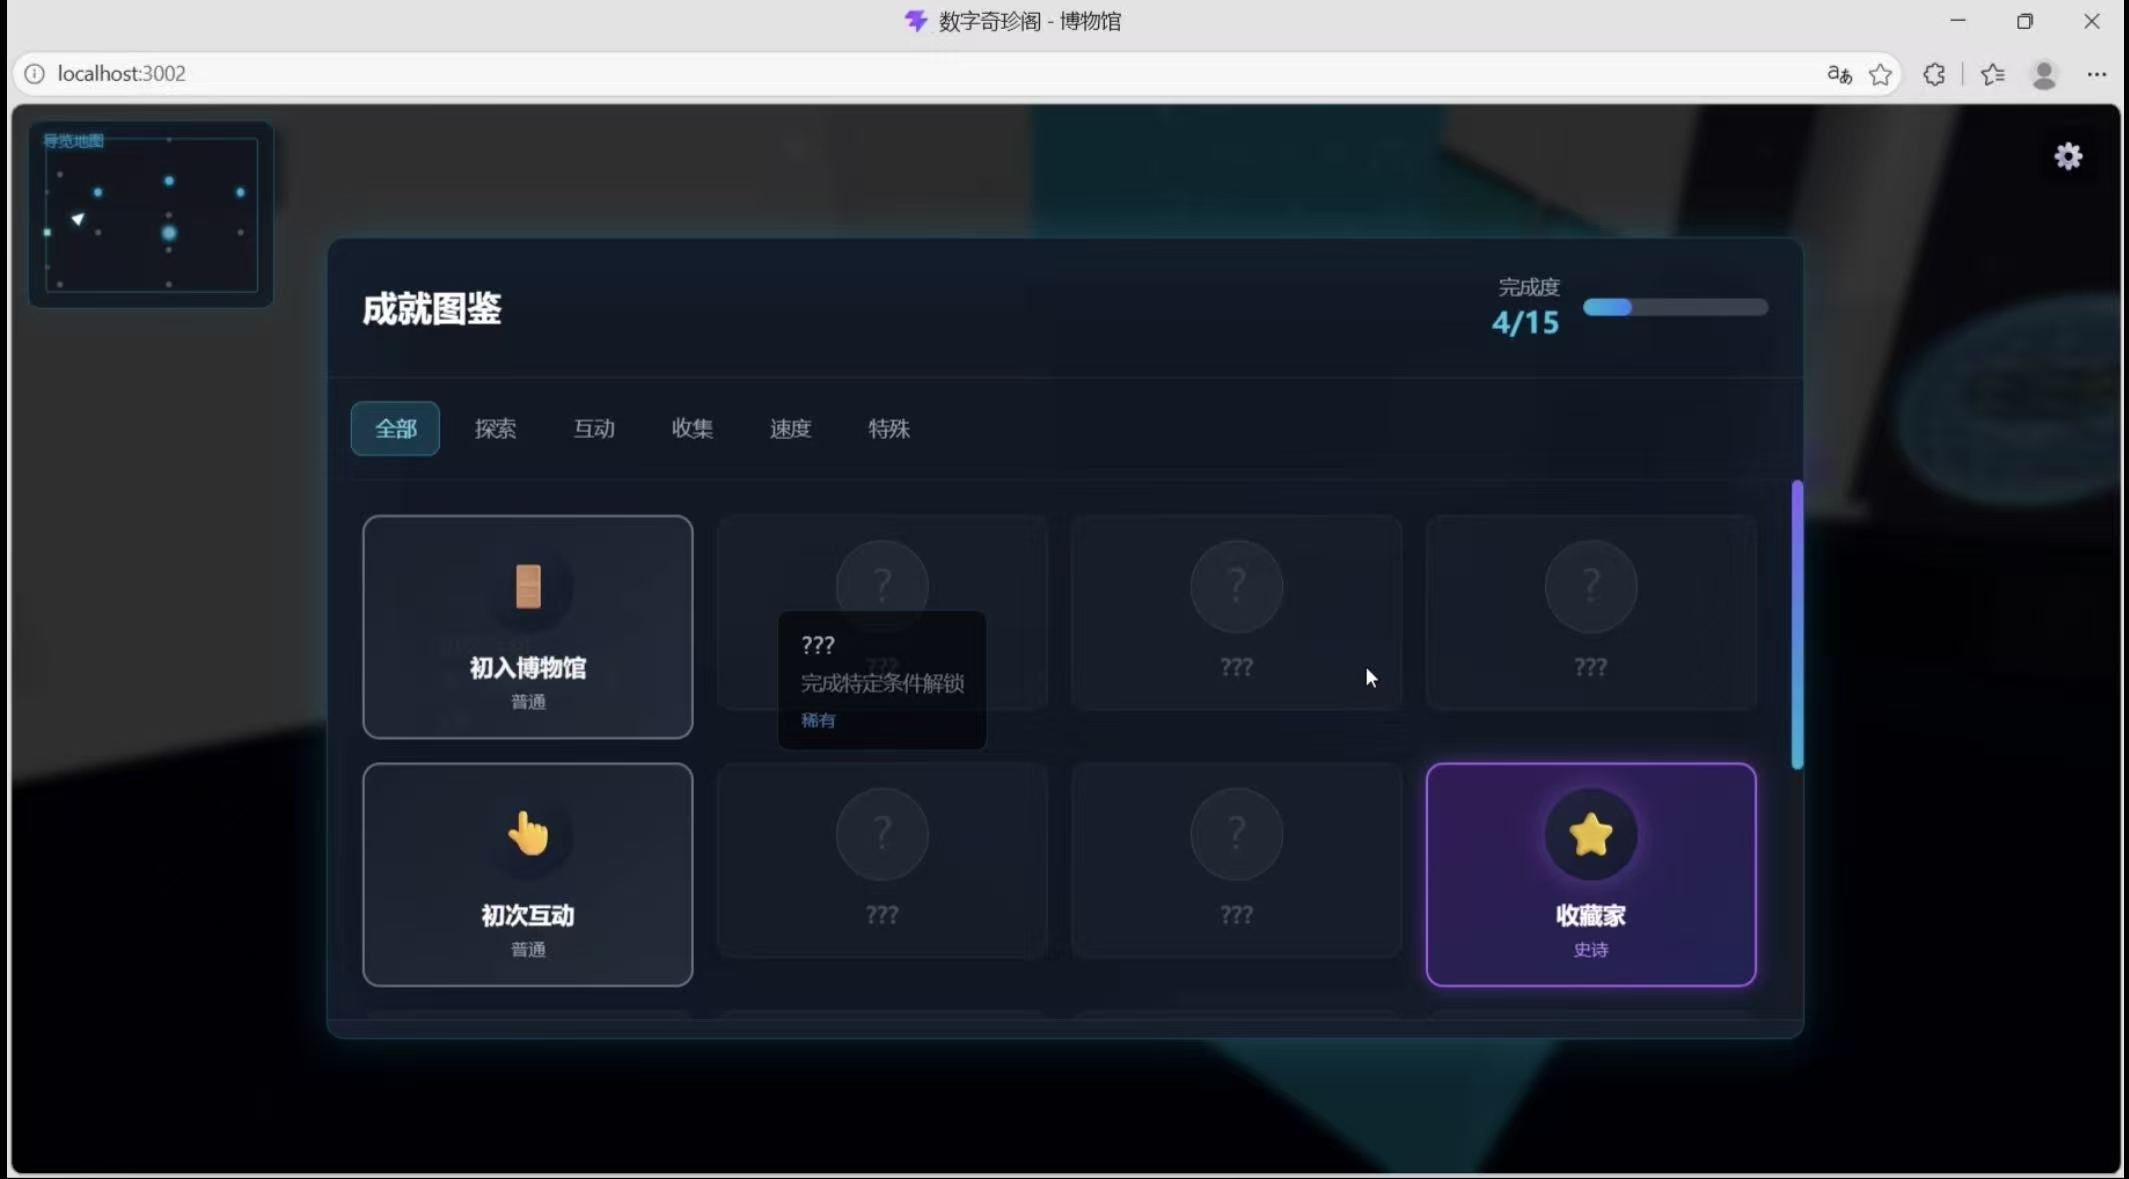 数字奇珍阁 - 博物馆
localhost:3002
导览地图
成就图鉴
完成度
4/15
全部
探索
互动
收集
速度
特殊
?
?
?
初入博物馆
普通
???
???
???
???
完成特定条件解锁
稀有
?
?
初次互动
普通
???
???
收藏家
史诗